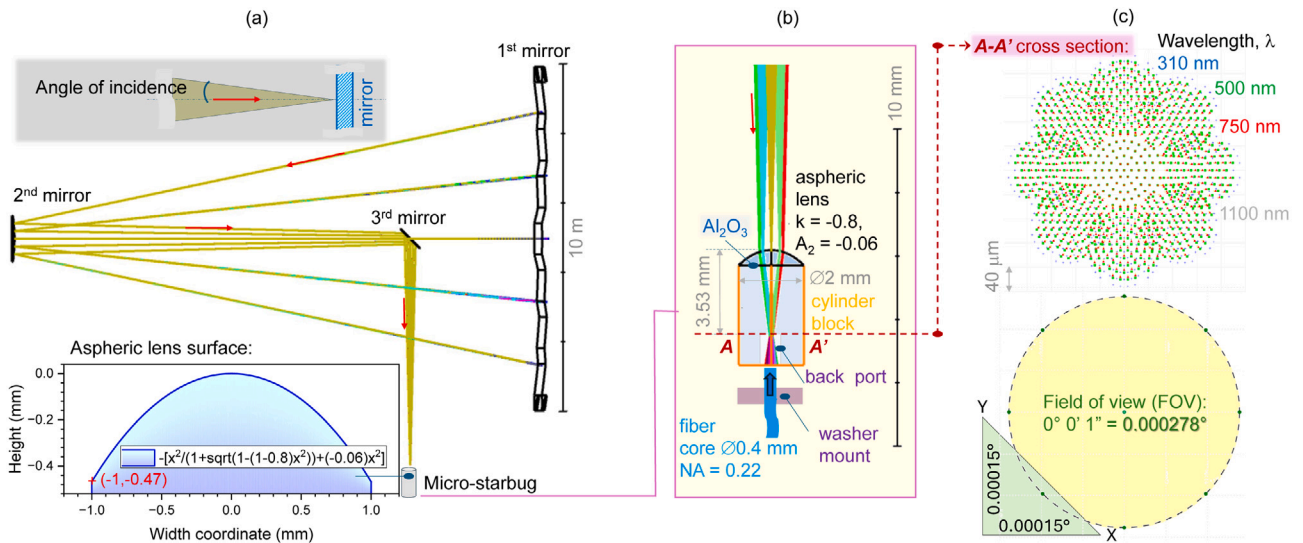 (a)
1st mirror
Angle of incidence
mirror
2nd mirror
3rd mirror
10 m
Aspheric lens surface:
Height (mm)
0.0
−0.2
−0.4
-[x²/(1+sqrt(1-(1-0.8)x²))+(-0.06)x²]
(-1,-0.47)
−1.0
−0.5
0.0
0.5
1.0
Width coordinate (mm)
Micro-starbug
(b)
10 mm
aspheric
lens
k = -0.8,
A2 = -0.06
Al2O3
3.53 mm
∅2 mm
cylinder
block
A
A'
back port
fiber
core ∅0.4 mm
NA = 0.22
washer
mount
(c)
A-A' cross section:
Wavelength, λ
310 nm
500 nm
750 nm
1100 nm
40 μm
Field of view (FOV):
0° 0' 1” = 0.000278°
Y
0.00015°
0.00015°
X